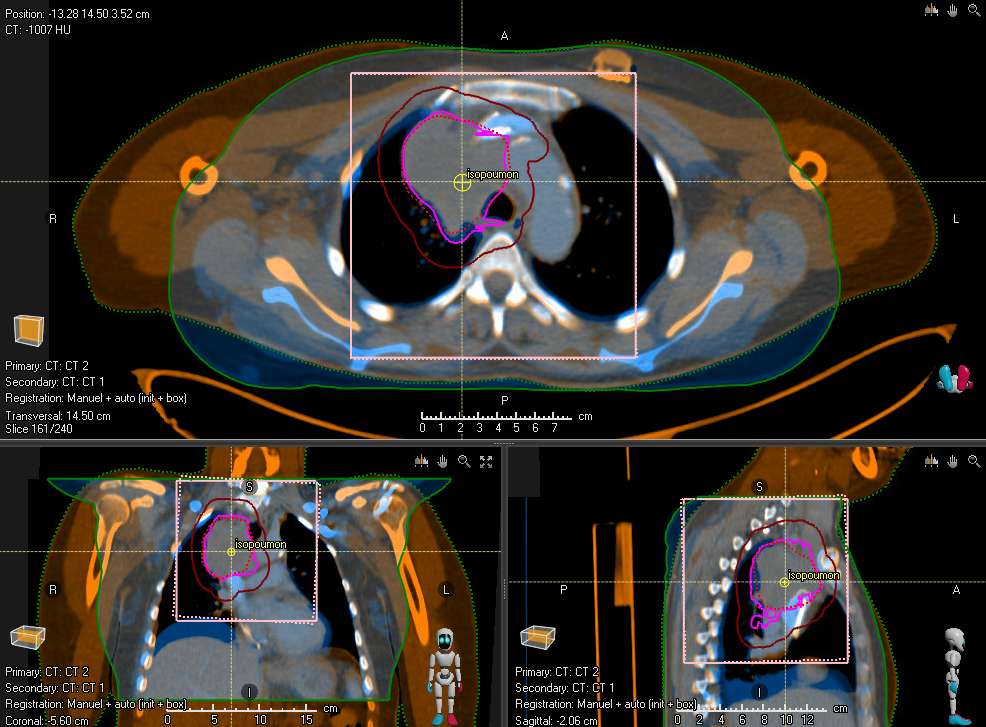 Position: -13.28 14.50 3.52 cm
CT: -1007 HU
A
isopoumon
R
L
Primary: CT: CT 2
Secondary: CT: CT 1
Registration: Manuel + auto (init + box)
Transversal: 14.50 cm
Slice 161/240
P
cm
0 1 2 3 4 5 6 7
S
isopoumon
R
L
Primary: CT: CT 2
Secondary: CT: CT 1
Registration: Manuel + auto (init + box)
Coronal: -5.60 cm
I
cm
0 5 10 15
S
isopoumon
P
A
Primary: CT: CT 2
Secondary: CT: CT 1
Registration: Manuel + auto (init + box)
Sagittal: -2.06 cm
I
cm
0 2 4 6 8 10 12